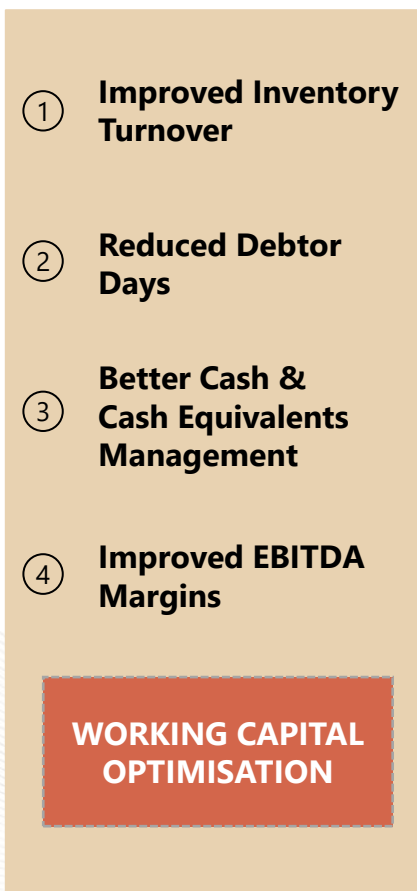 1
Improved Inventory
Turnover
2
Reduced Debtor
Days
3
Better Cash &
Cash Equivalents
Management
4
Improved EBITDA
Margins
WORKING CAPITAL
OPTIMISATION